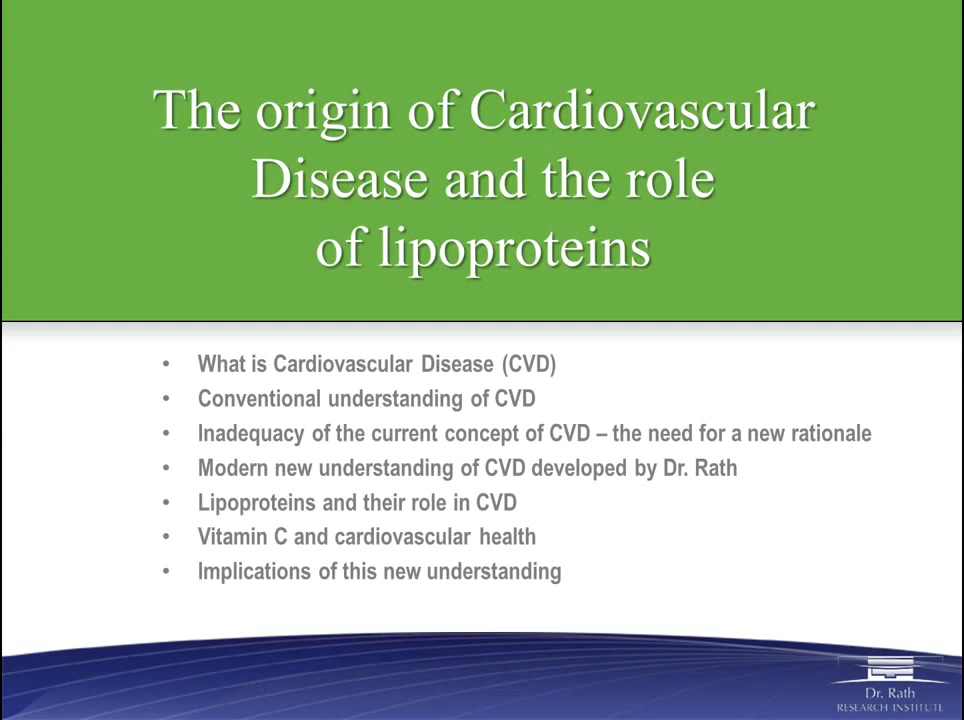 The origin of Cardiovascular
Disease and the role
of lipoproteins
• What is Cardiovascular Disease (CVD)
• Conventional understanding of CVD
• Inadequacy of the current concept of CVD – the need for a new rationale
• Modern new understanding of CVD developed by Dr. Rath
• Lipoproteins and their role in CVD
• Vitamin C and cardiovascular health
• Implications of this new understanding
Dr. Rath
RESEARCH INSTITUTE